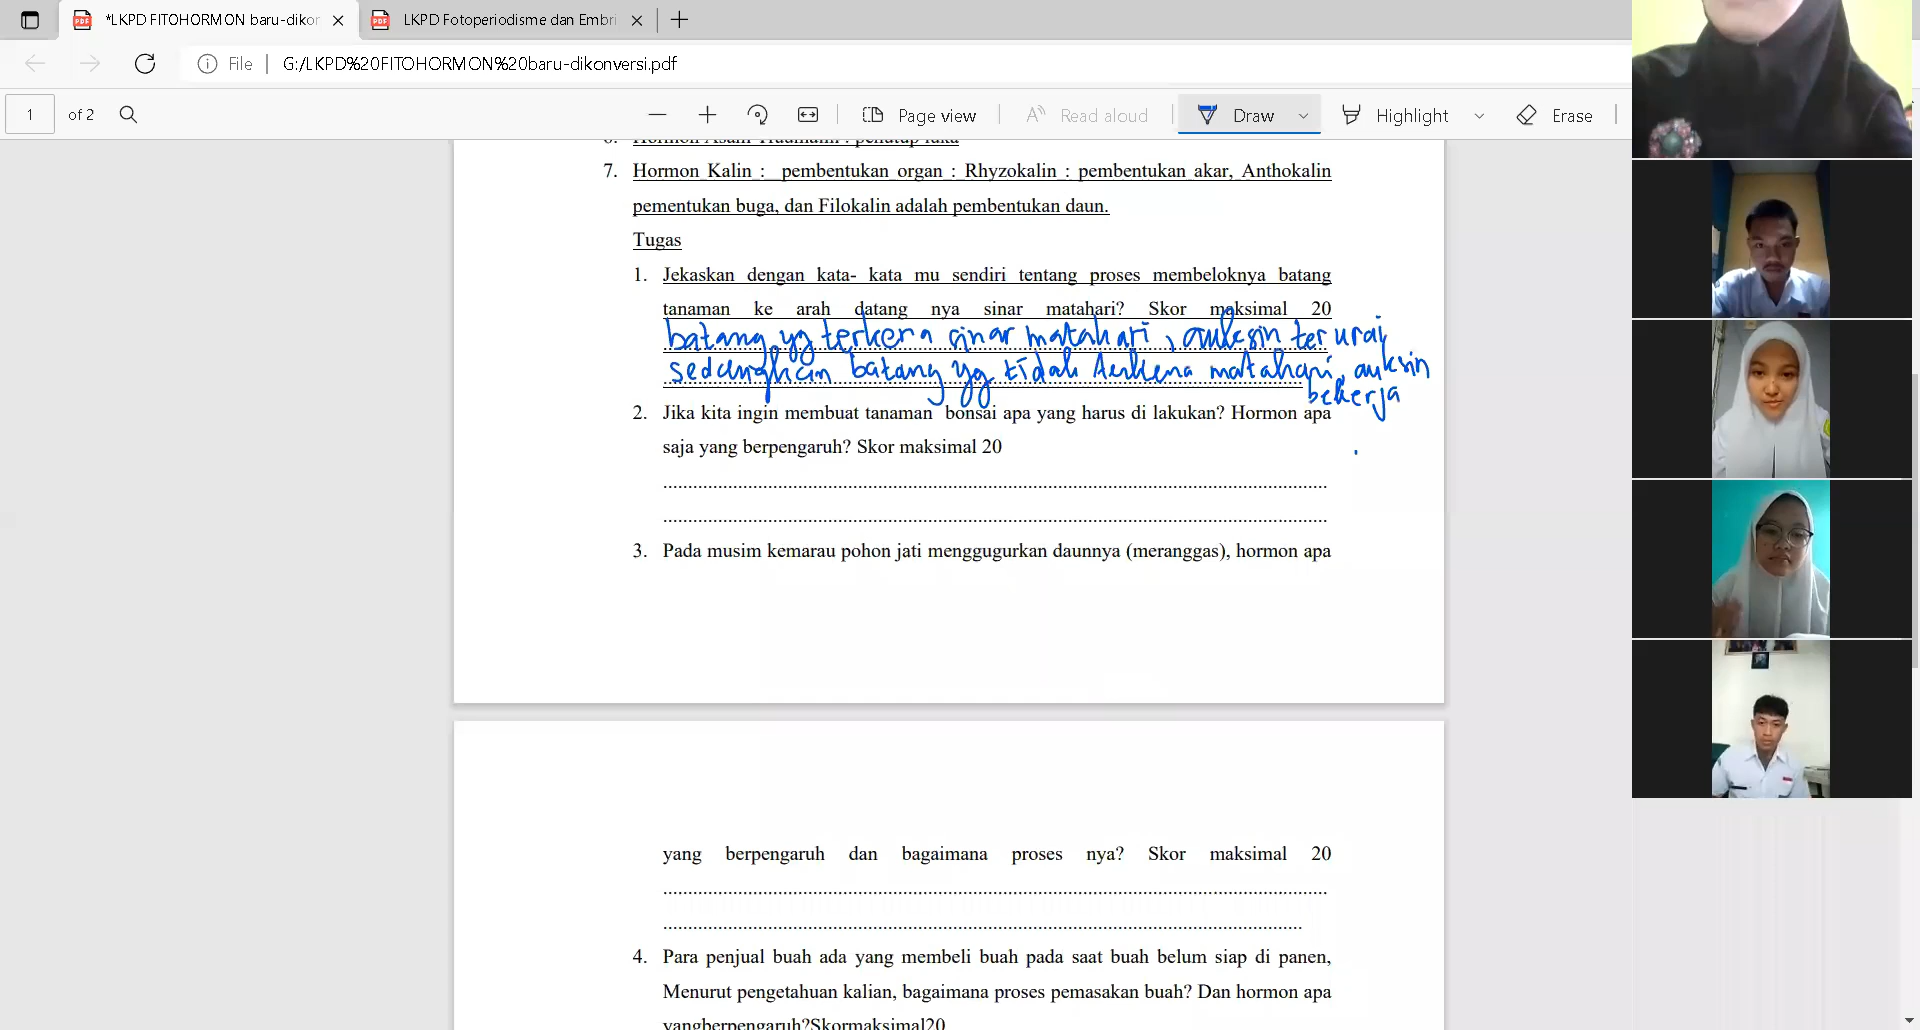 *LKPD FITOHORMON baru-dikor
LKPD Fotoperiodisme dan Embri
File
G:/LKPD%20FITOHORMON%20baru-dikonversi.pdf
1 of 2
Page view
Read aloud
Draw
Highlight
Erase
6. Hormon Asam Traumalin : penutup luka
7. Hormon Kalin : pembentukan organ : Rhyzokalin : pembentukan akar, Anthokalin
pementukan buga, dan Filokalin adalah pembentukan daun.
Tugas
1. Jekaskan dengan kata- kata mu sendiri tentang proses membeloknya batang
tanaman ke arah datang nya sinar matahari? Skor maksimal 20
batang yg terkena sinar matahari, auksin terurai
sedangkan batang yg tidak terkena matahari, auksin
bekerja
2. Jika kita ingin membuat tanaman bonsai apa yang harus di lakukan? Hormon apa
saja yang berpengaruh? Skor maksimal 20
3. Pada musim kemarau pohon jati menggugurkan daunnya (meranggas), hormon apa
yang berpengaruh dan bagaimana proses nya? Skor maksimal 20
4. Para penjual buah ada yang membeli buah pada saat buah belum siap di panen,
Menurut pengetahuan kalian, bagaimana proses pemasakan buah? Dan hormon apa
yangberpengaruh?Skormaksimal20